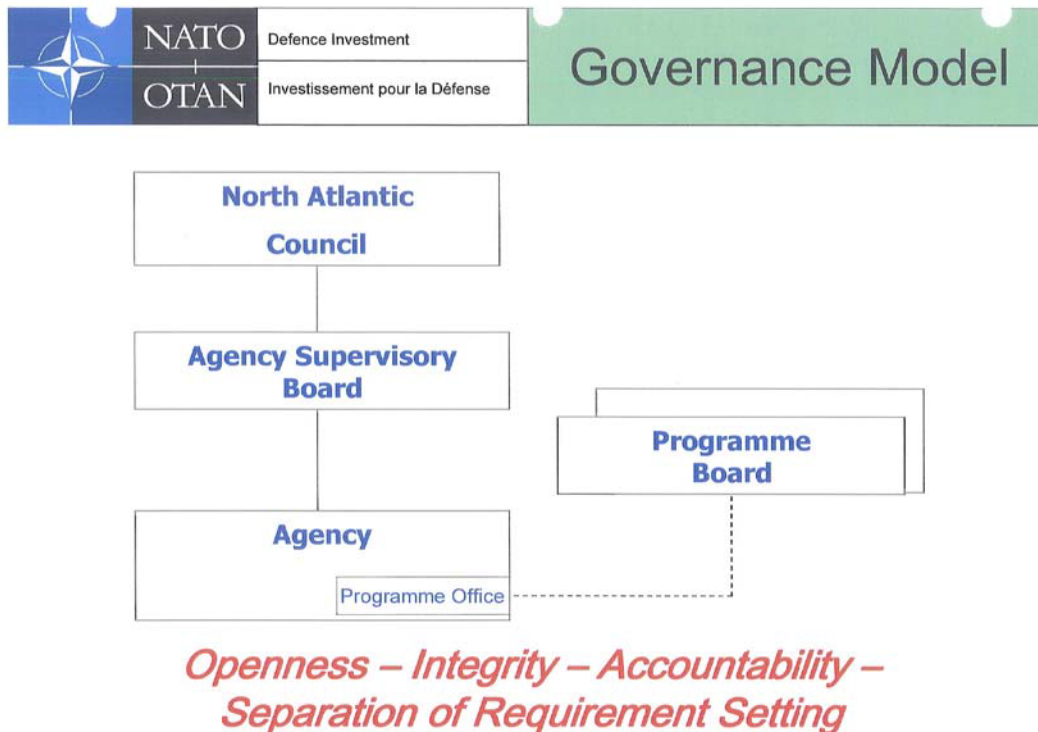 NATO
OTAN
Defence Investment
Investissement pour la Défense
Governance Model
North Atlantic
Council
Agency Supervisory
Board
Programme
Board
Agency
Programme Office
Openness – Integrity – Accountability –
Separation of Requirement Setting